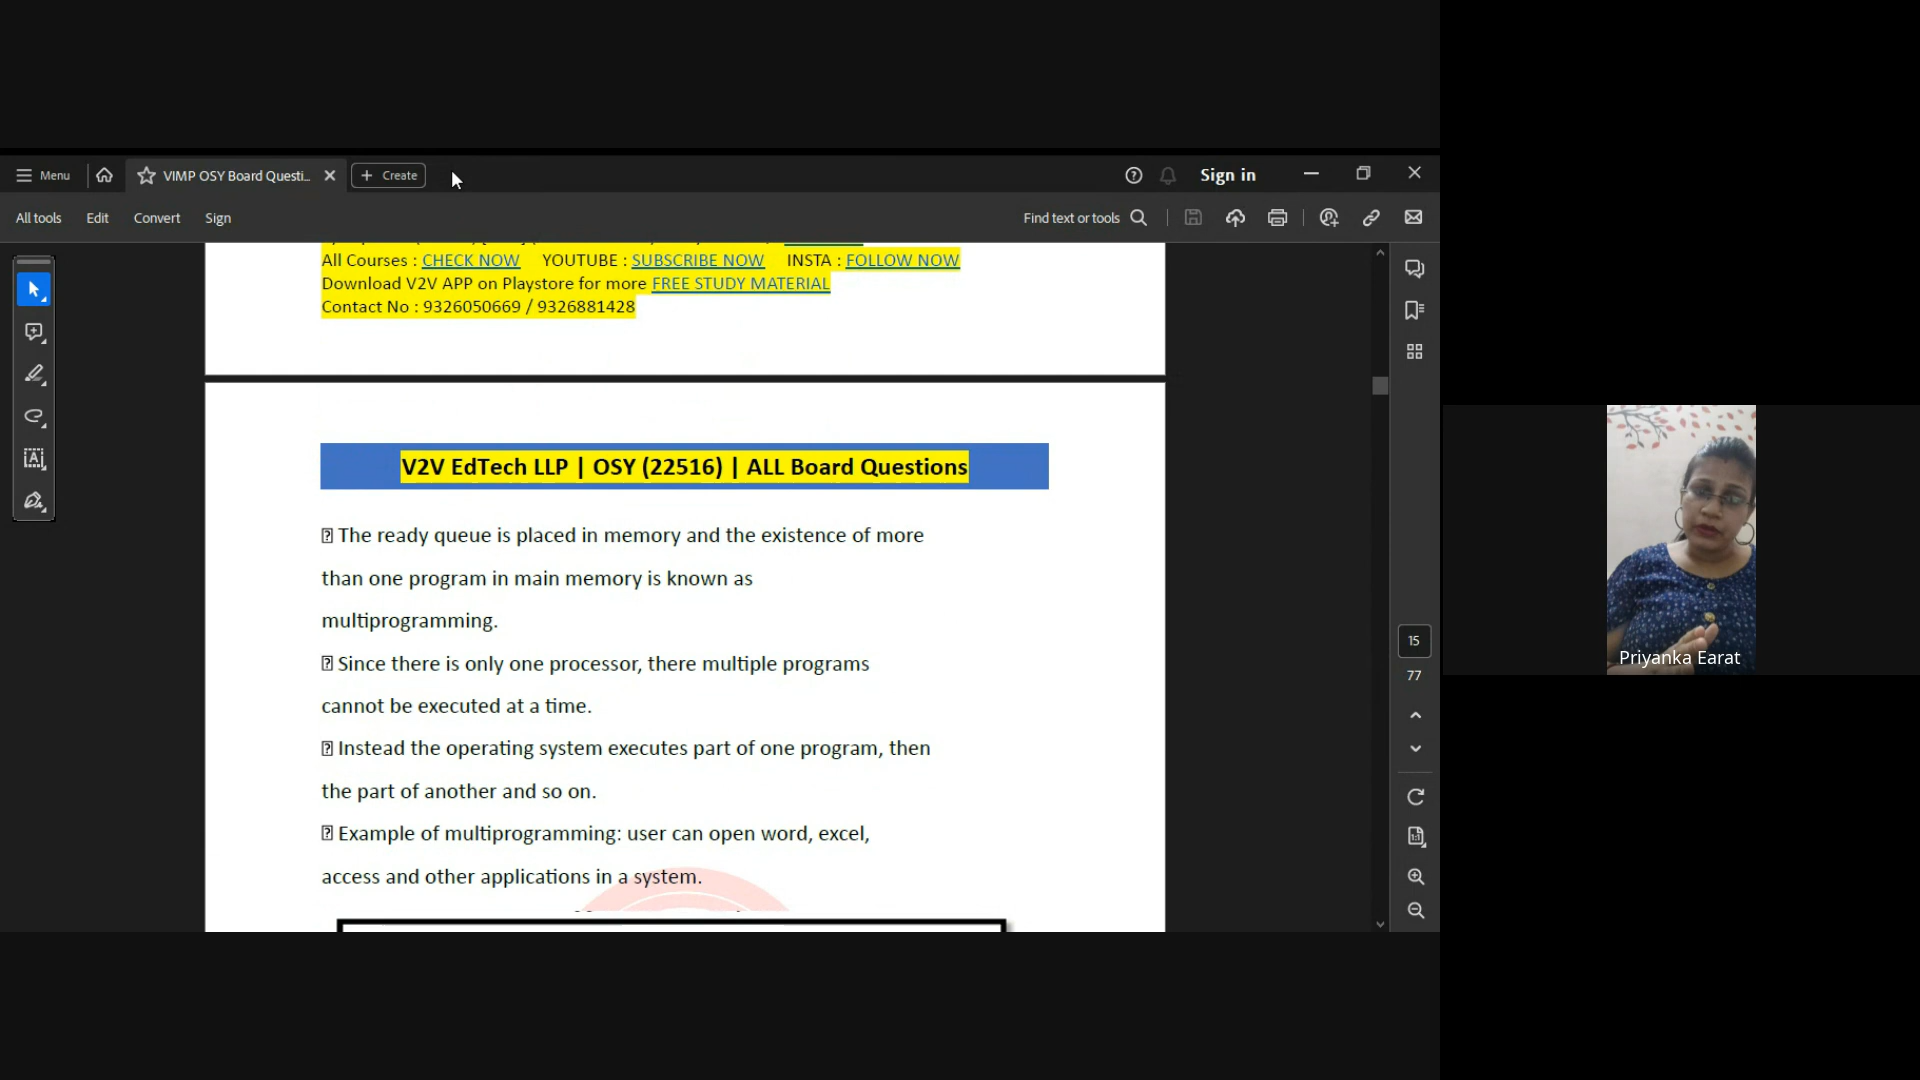 Menu
VIMP OSY Board Questi...
Create
Sign in
All tools
Edit
Convert
Sign
Find text or tools
All Courses : CHECK NOW YOUTUBE : SUBSCRIBE NOW INSTA : FOLLOW NOW
Download V2V APP on Playstore for more FREE STUDY MATERIAL
Contact No : 9326050669 / 9326881428
V2V EdTech LLP | OSY (22516) | ALL Board Questions
The ready queue is placed in memory and the existence of more
than one program in main memory is known as
multiprogramming.
Since there is only one processor, there multiple programs
cannot be executed at a time.
Instead the operating system executes part of one program, then
the part of another and so on.
Example of multiprogramming: user can open word, excel,
access and other applications in a system.
15
77
Priyanka Earat